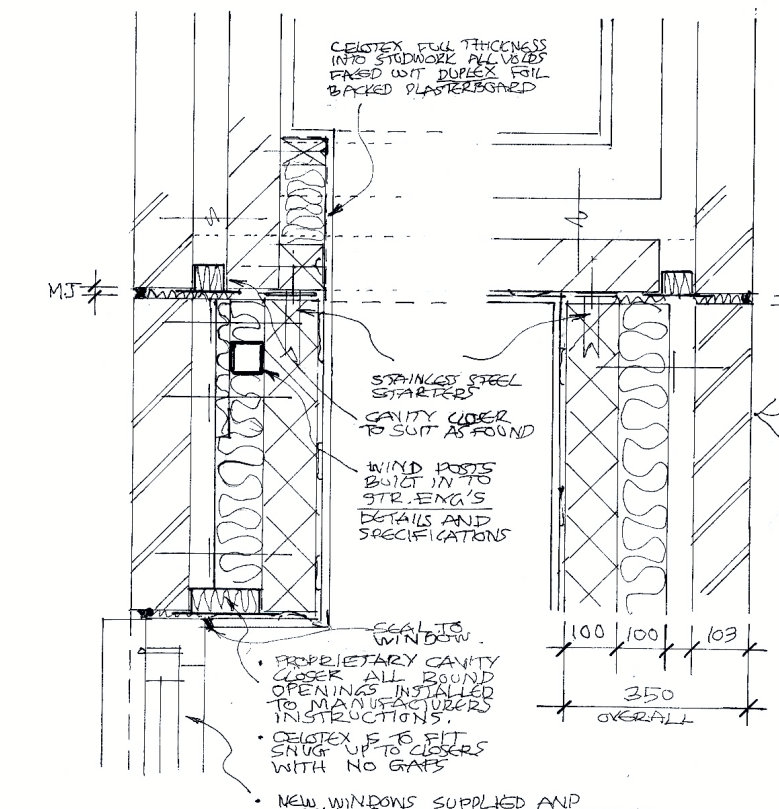 CELOTEX FULL THICKNESS
INTO STUDWORK ALL VOIDS
FACED WIT DUPLEX FOIL
BACKED PLASTERBOARD
MJ
STAINLESS STEEL
STARTERS
CAVITY CLOSER
TO SUIT AS FOUND
WIND POSTS
BUILT IN TO
STR. ENG'S
DETAILS AND
SPECIFICATIONS
SEAL TO
WINDOW.
• PROPRIETARY CAVITY
CLOSER ALL ROUND
OPENINGS INSTALLED
TO MANUFACTURERS
INSTRUCTIONS.
• CELOTEX IS TO FIT
SNUG UP TO CLOSERS
WITH NO GAPS
• NEW WINDOWS SUPPLIED AND
100 100 103
350
OVERALL